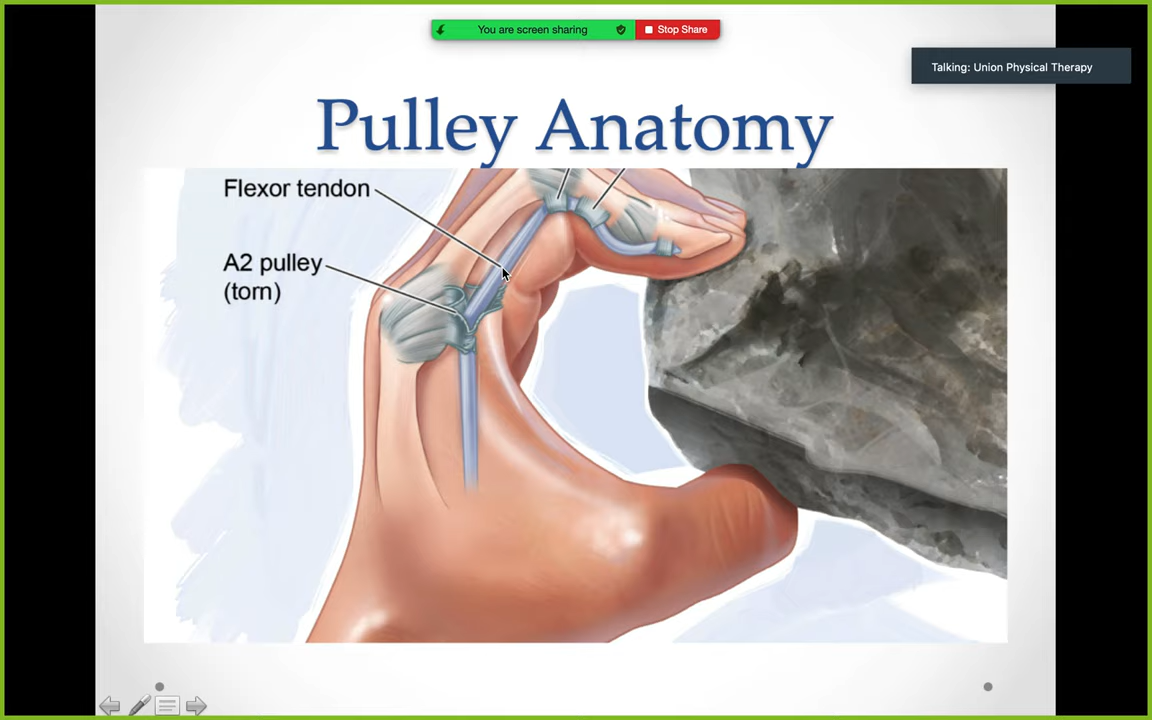 You are screen sharing
Stop Share
Talking: Union Physical Therapy
Pulley Anatomy
Flexor tendon
A2 pulley
(torn)